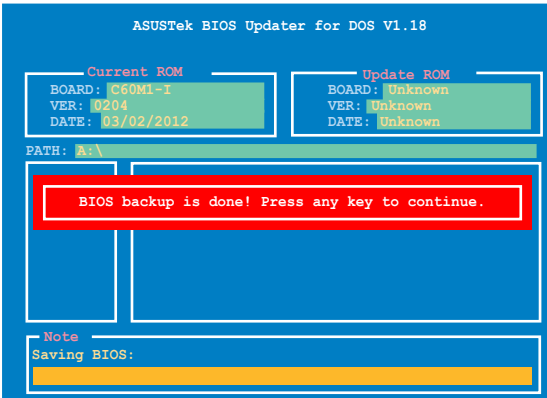 ASUSTek BIOS Updater for DOS V1.18
Current ROM
BOARD: C60M1-I
VER: 0204
DATE: 03/02/2012
Update ROM
BOARD: Unknown
VER: Unknown
DATE: Unknown
PATH: A:\
BIOS backup is done! Press any key to continue.
Note
Saving BIOS: